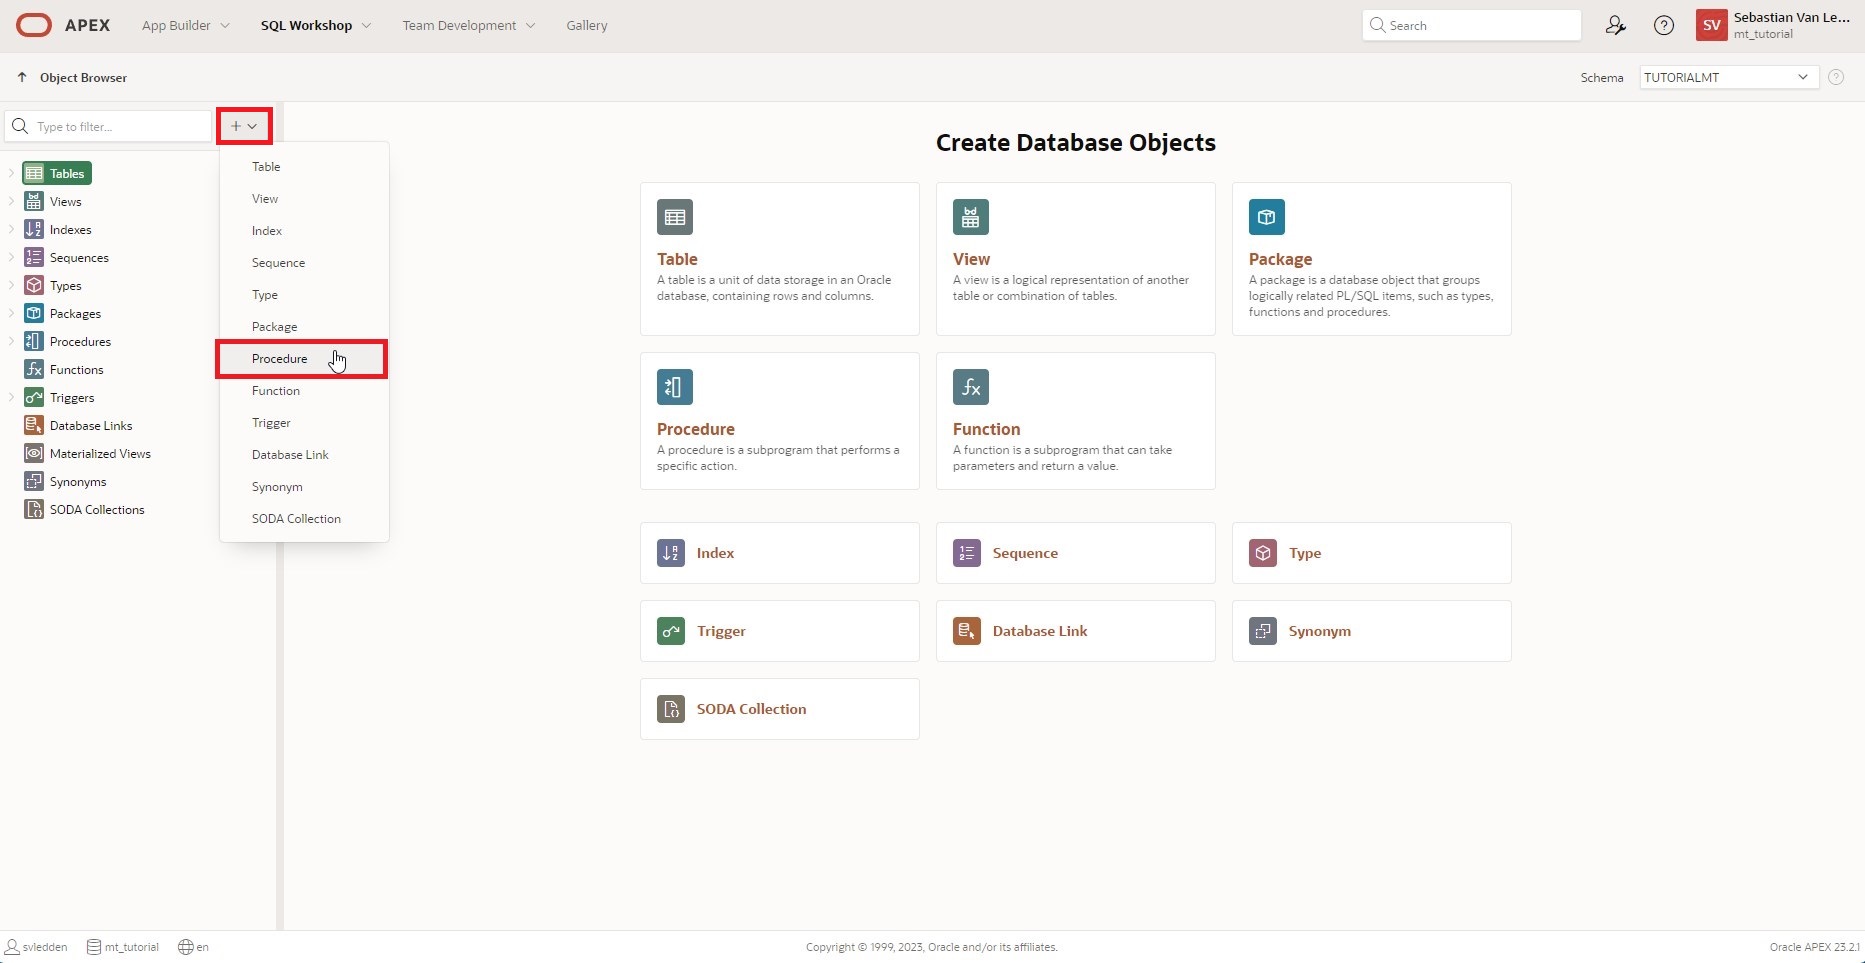 APEX
App Builder
SQL Workshop
Team Development
Gallery
Search
SV
Sebastian Van Le...
mt_tutorial
Object Browser
Schema
TUTORIALMT
Type to filter...
Tables
Views
Indexes
Sequences
Types
Packages
Procedures
Functions
Triggers
Database Links
Materialized Views
Synonyms
SODA Collections
Table
View
Index
Sequence
Type
Package
Procedure
Function
Trigger
Database Link
Synonym
SODA Collection
Create Database Objects
Table
A table is a unit of data storage in an Oracle
database, containing rows and columns.
View
A view is a logical representation of another
table or combination of tables.
Package
A package is a database object that groups
logically related PL/SQL items, such as types,
functions and procedures.
Procedure
A procedure is a subprogram that performs a
specific action.
Function
A function is a subprogram that can take
parameters and return a value.
Index
Sequence
Type
Trigger
Database Link
Synonym
SODA Collection
svledden
mt_tutorial
en
Copyright © 1999, 2023, Oracle and/or its affiliates.
Oracle APEX 23.2.1